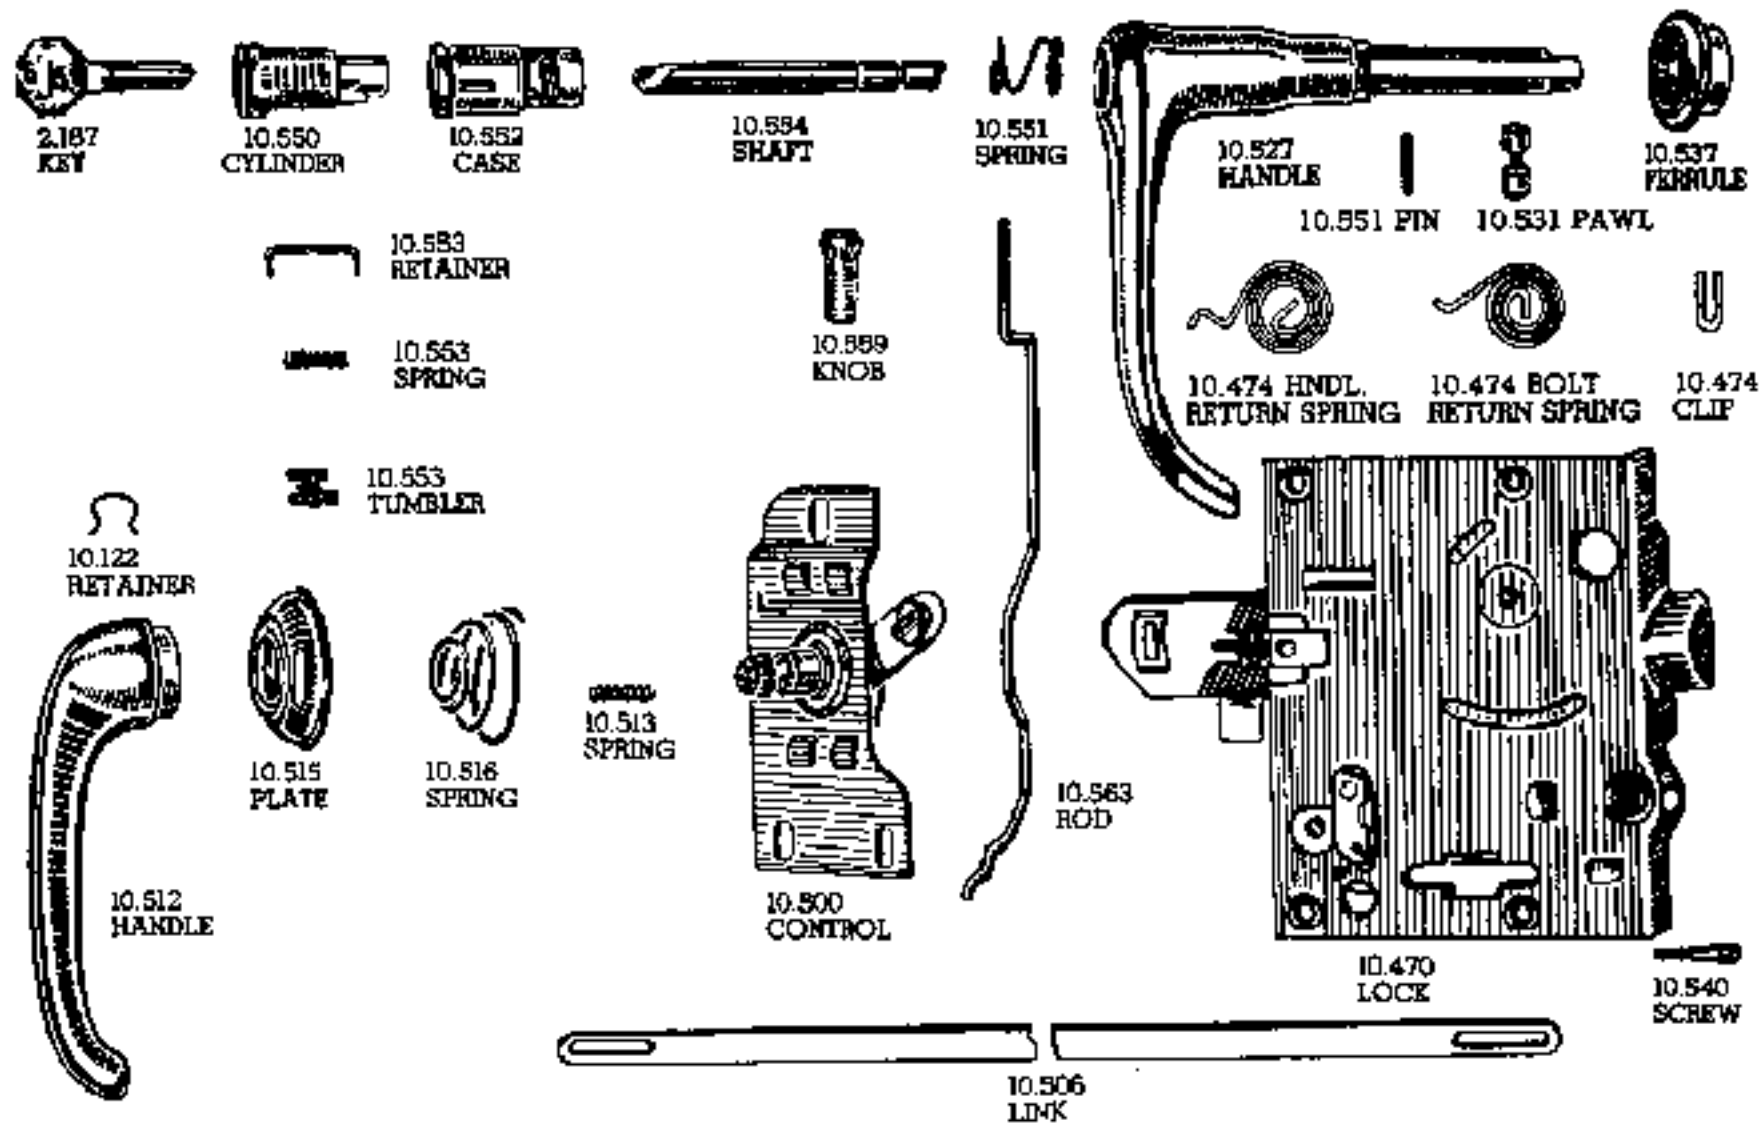 2.187
KEY
10.550
CYLINDER
10.552
CASE
10.554
SHAFT
10.551
SPRING
10.527
HANDLE
10.537
FERRULE
10.551 PIN
10.531 PAWL
10.553
RETAINER
10.559
KNOB
10.553
SPRING
10.474 HNDL.
RETURN SPRING
10.474 BOLT
RETURN SPRING
10.474
CLIP
10.553
TUMBLER
10.122
RETAINER
10.515
PLATE
10.516
SPRING
10.513
SPRING
10.563
ROD
10.512
HANDLE
10.500
CONTROL
10.470
LOCK
10.540
SCREW
10.506
LINK